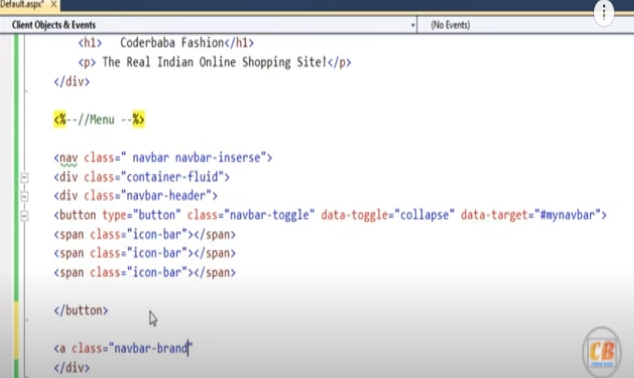 Default.aspx* X
Client Objects & Events
(No Events)
<h1> Coderbaba Fashion</h1>
<p> The Real Indian Online Shopping Site!</p>
</div>
<%--//Menu --%>
<nav class=" navbar navbar-inserse">
<div class="container-fluid">
<div class="navbar-header">
<button type="button" class="navbar-toggle" data-toggle="collapse" data-target="#mynavbar">
<span class="icon-bar"></span>
<span class="icon-bar"></span>
<span class="icon-bar"></span>
</button>
<a class="navbar-brand"
</div>
CB